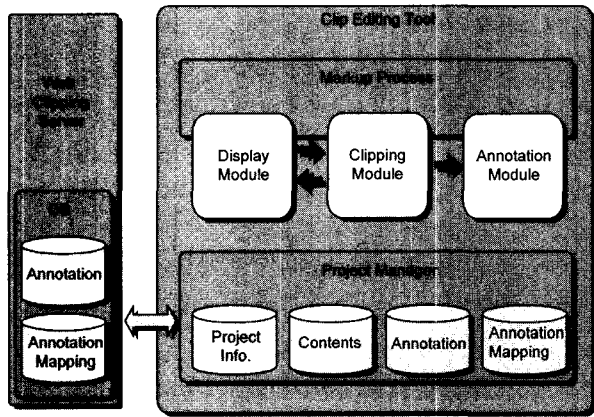 Clip Editing Tool
Web
Clipping
Server
Markup Process
Display
Module
Clipping
Module
Annotation
Module
DB
Annotation
Annotation
Mapping
Project Manager
Project
Info.
Contents
Annotation
Annotation
Mapping